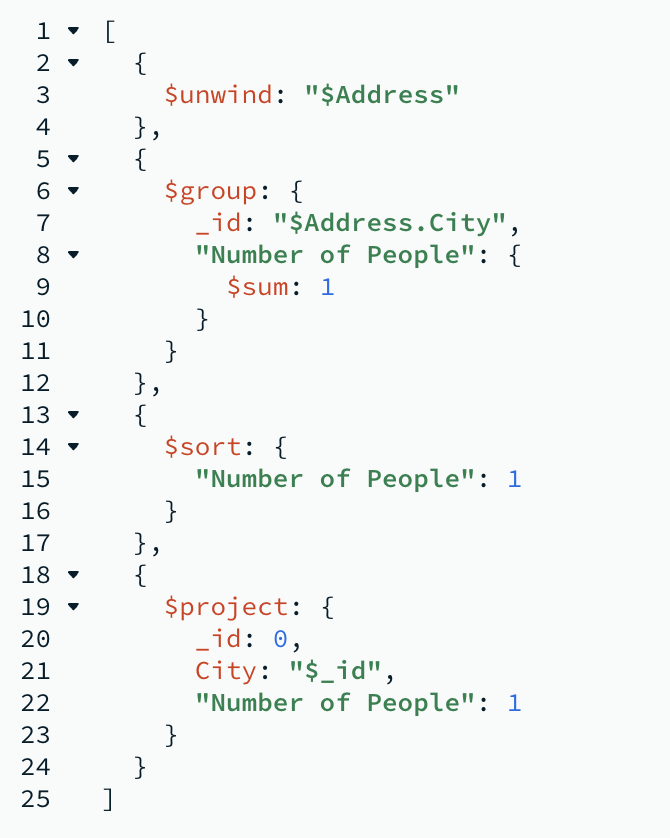 1 [
2 {
3 $unwind: "$Address"
4 },
5 {
6 $group: {
7 _id: "$Address.City",
8 "Number of People": {
9 $sum: 1
10 }
11 }
12 },
13 {
14 $sort: {
15 "Number of People": 1
16 }
17 },
18 {
19 $project: {
20 _id: 0,
21 City: "$_id",
22 "Number of People": 1
23 }
24 }
25 ]